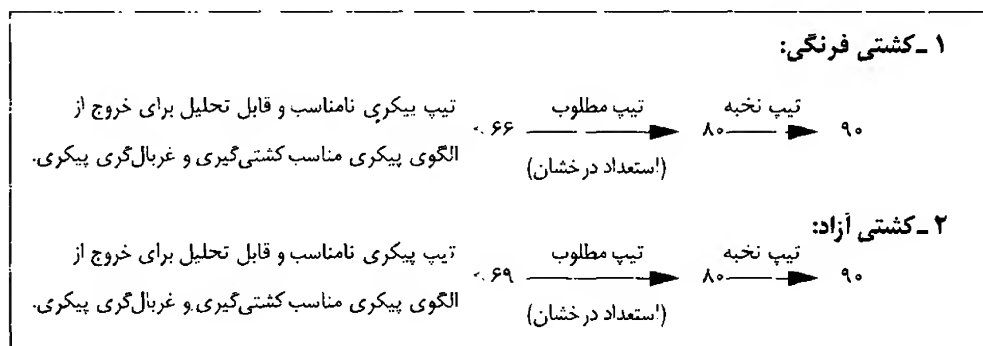 ۱ ـ کشتی فرنگی:
تیپ نخبه
تیپ مطلوب
تیپ پیکری نامناسب و قابل تحلیل برای خروج از
۹۰ ۸۰ ۶۶ >
(استعداد درخشان)
الگوی پیکری مناسب کشتی‌گیری و غربال‌گری پیکری.
۲ ـ کشتی آزاد:
تیپ نخبه
تیپ مطلوب
تیپ پیکری نامناسب و قابل تحلیل برای خروج از
۹۰ ۸۰ ۶۹ >
(استعداد درخشان)
الگوی پیکری مناسب کشتی‌گیری و غربال‌گری پیکری.